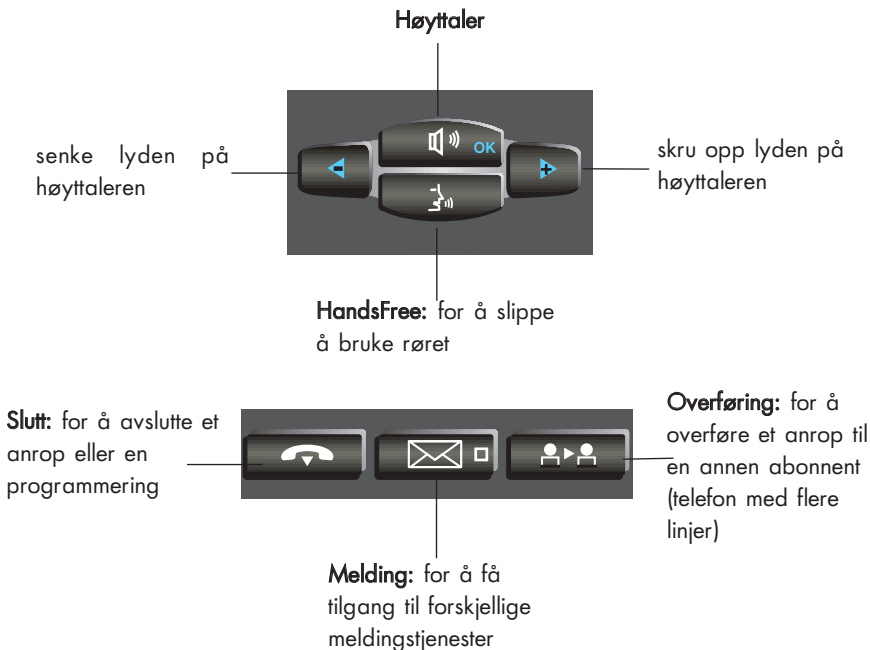 Høyttaler
senke lyden på
høyttaleren
OK
-
+
skru opp lyden på
høyttaleren
HandsFree: for å slippe
å bruke røret
Slutt: for å avslutte et
anrop eller en
programmering
Overføring: for å
overføre et anrop til
en annen abonnent
(telefon med flere
linjer)
Melding: for å få
tilgang til forskjellige
meldingstjenester